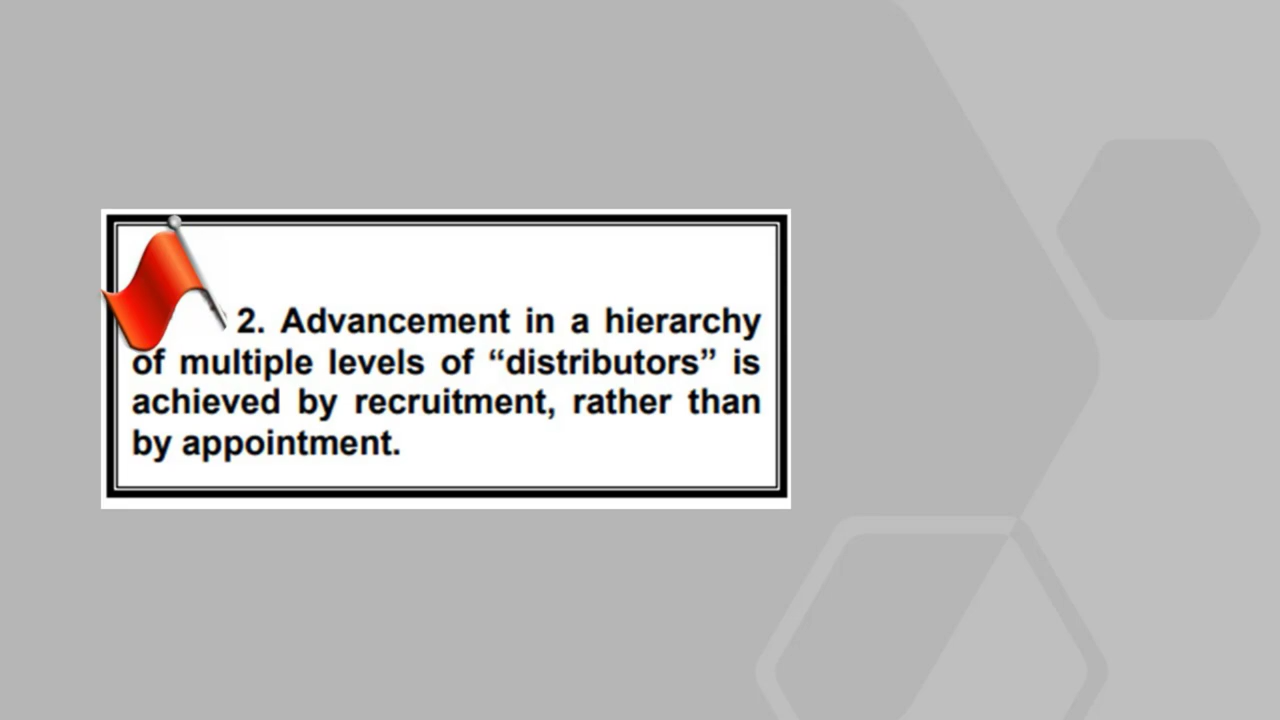 2. Advancement in a hierarchy
of multiple levels of “distributors” is
achieved by recruitment, rather than
by appointment.